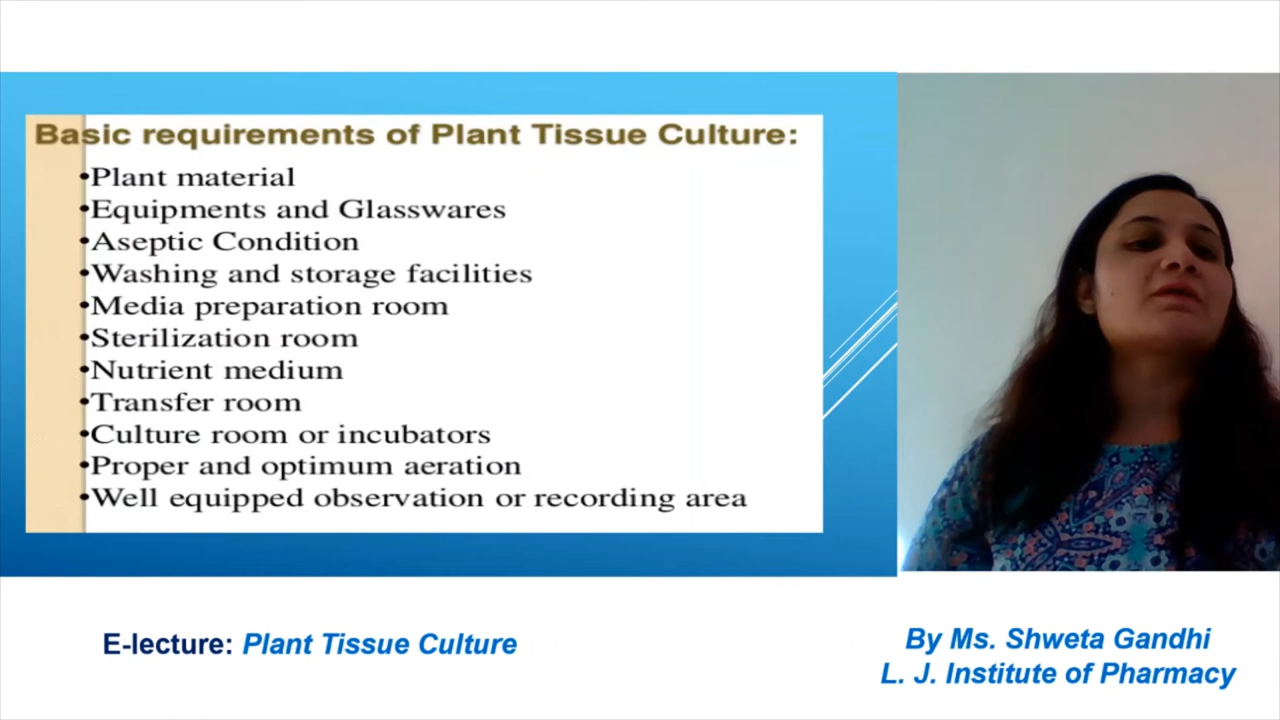 Basic requirements of Plant Tissue Culture:
•Plant material
•Equipments and Glasswares
•Aseptic Condition
•Washing and storage facilities
•Media preparation room
•Sterilization room
•Nutrient medium
•Transfer room
•Culture room or incubators
•Proper and optimum aeration
•Well equipped observation or recording area
E-lecture: Plant Tissue Culture
By Ms. Shweta Gandhi
L. J. Institute of Pharmacy